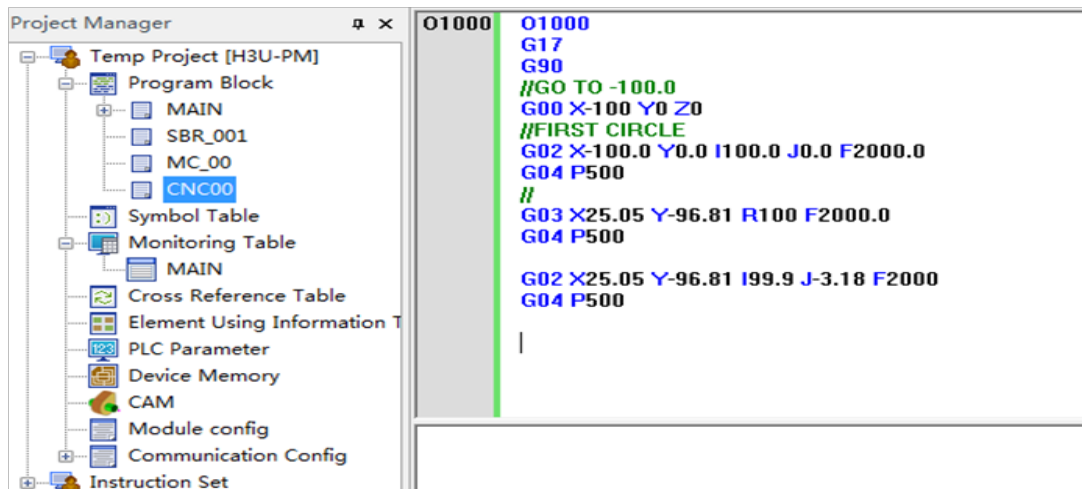 Project Manager
Temp Project [H3U-PM]
Program Block
MAIN
SBR_001
MC_00
CNC00
Symbol Table
Monitoring Table
MAIN
Cross Reference Table
Element Using Information T
PLC Parameter
Device Memory
CAM
Module config
Communication Config
Instruction Set
O1000
O1000
G17
G90
//GO TO -100.0
G00 X-100 Y0 Z0
//FIRST CIRCLE
G02 X-100.0 Y0.0 I100.0 J0.0 F2000.0
G04 P500
//
G03 X25.05 Y-96.81 R100 F2000.0
G04 P500
G02 X25.05 Y-96.81 I99.9 J-3.18 F2000
G04 P500